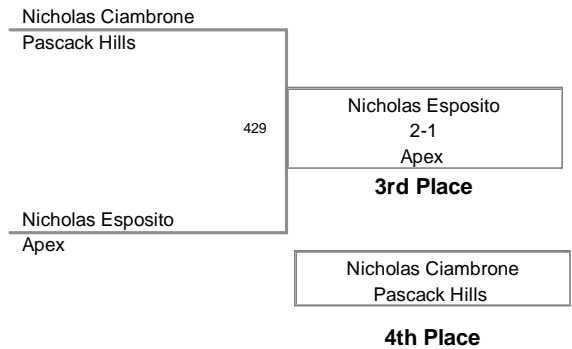 Nicholas Ciambrone
Pascack Hills
429
Nicholas Esposito
2-1
Apex
3rd Place
Nicholas Esposito
Apex
Nicholas Ciambrone
Pascack Hills
4th Place